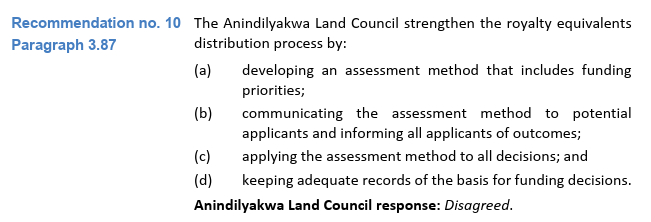 Recommendation no. 10
Paragraph 3.87
The Anindilyakwa Land Council strengthen the royalty equivalents
distribution process by:
(a) developing an assessment method that includes funding
priorities;
(b) communicating the assessment method to potential
applicants and informing all applicants of outcomes;
(c) applying the assessment method to all decisions; and
(d) keeping adequate records of the basis for funding decisions.
Anindilyakwa Land Council response: Disagreed.